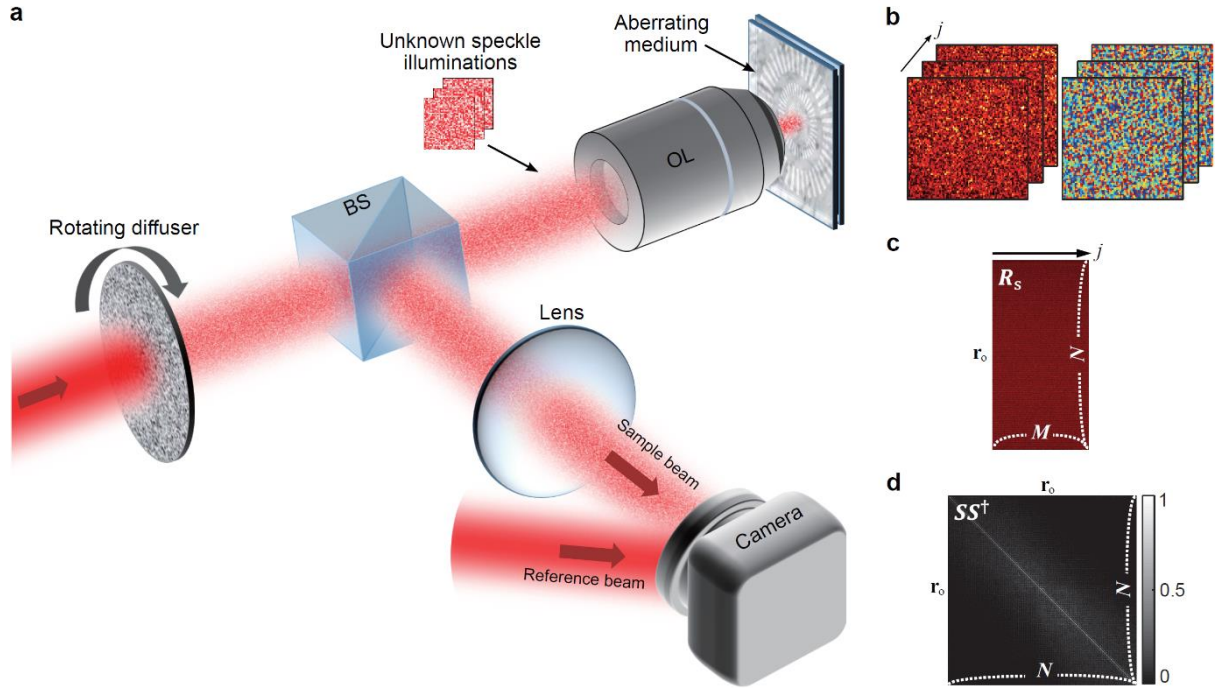 a
Unknown speckle
illuminations
Aberrating
medium
OL
BS
Rotating diffuser
Lens
Sample beam
Camera
Reference beam
b
j
c
j
R_S
r_o
N
M
d
r_o
SS†
r_o
N
N
1
0.5
0